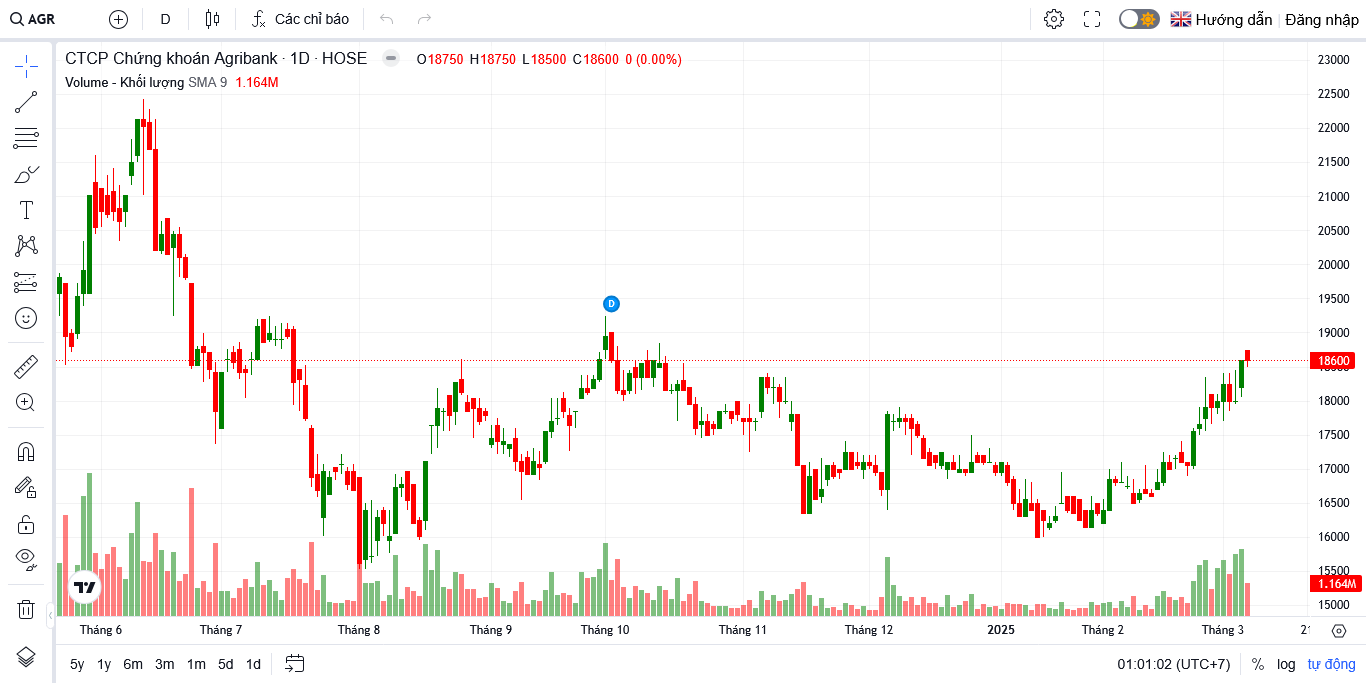 AGR D Các chỉ báo Hướng dẫn Đăng nhập
CTCP Chứng khoán Agribank · 1D · HOSE O18750 H18750 L18500 C18600 0 (0.00%)
Volume - Khối lượng SMA 9 1.164M
23000
22500
22000
21500
21000
20500
20000
19500
D
19000
18600
18000
17500
17000
16500
16000
15500
1.164M
15000
Tháng 6 Tháng 7 Tháng 8 Tháng 9 Tháng 10 Tháng 11 Tháng 12 2025 Tháng 2 Tháng 3
5y 1y 6m 3m 1m 5d 1d 01:01:02 (UTC+7) % log tự động